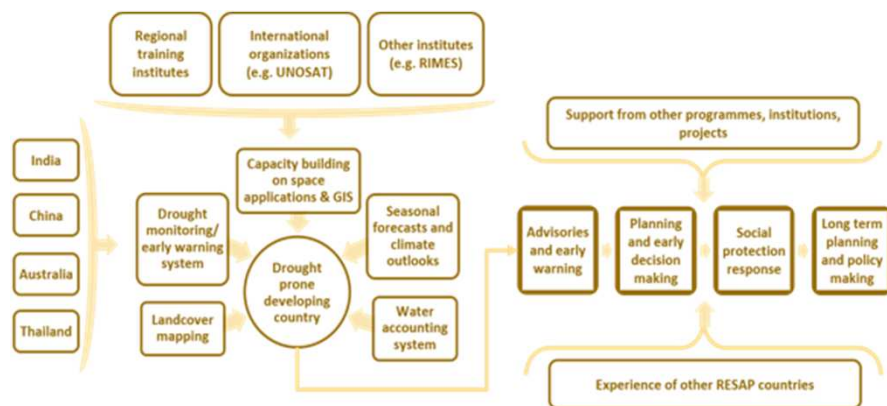 Regional
training
institutes
International
organizations
(e.g. UNOSAT)
Other institutes
(e.g. RIMES)
India
China
Australia
Thailand
Capacity building
on space
applications & GIS
Drought
monitoring/
early warning
system
Seasonal
forecasts and
climate
outlooks
Drought
prone
developing
country
Landcover
mapping
Water
accounting
system
Support from other programmes, institutions,
projects
Advisories
and early
warning
Planning
and early
decision
making
Social
protection
response
Long term
planning
and policy
making
Experience of other RESAP countries